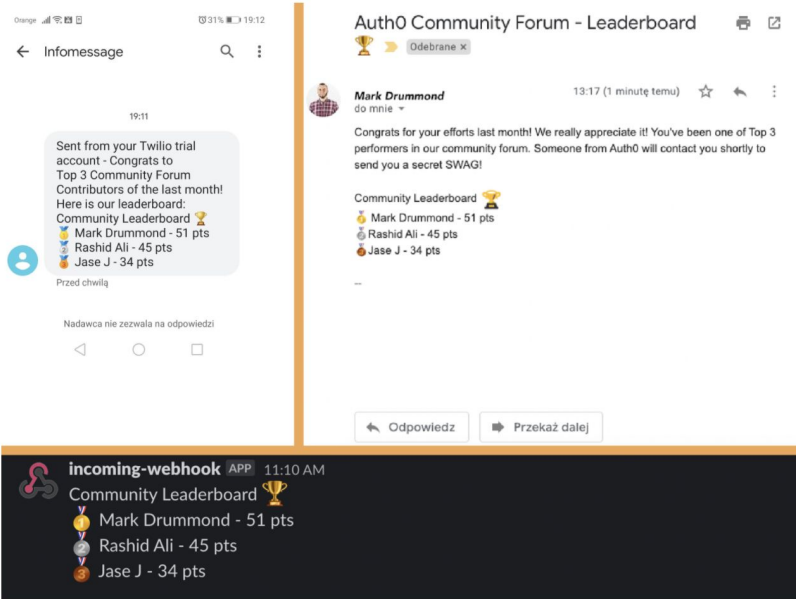 Orange 31% 19:12
Infomessage
19:11
Sent from your Twilio trial
account - Congrats to
Top 3 Community Forum
Contributors of the last month!
Here is our leaderboard:
Community Leaderboard 🏆
🥇 Mark Drummond - 51 pts
🥈 Rashid Ali - 45 pts
🥉 Jase J - 34 pts
Przed chwilą
Nadawca nie zezwala na odpowiedzi
Auth0 Community Forum - Leaderboard
🏆 Odebrane ×
Mark Drummond 13:17 (1 minutę temu)
do mnie
Congrats for your efforts last month! We really appreciate it! You've been one of Top 3
performers in our community forum. Someone from Auth0 will contact you shortly to
send you a secret SWAG!
Community Leaderboard 🏆
🥇 Mark Drummond - 51 pts
🥈 Rashid Ali - 45 pts
🥉 Jase J - 34 pts
--
Odpowiedz
Przekaż dalej
incoming-webhook APP 11:10 AM
Community Leaderboard 🏆
🥇 Mark Drummond - 51 pts
🥈 Rashid Ali - 45 pts
🥉 Jase J - 34 pts